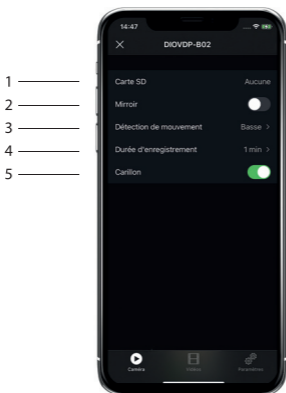 14:47
DIOVDP-B02
1 Carte SD Aucune
2 Mirroir
3 Détection de mouvement Basse >
4 Durée d'enregistrement 1 min >
5 Carillon
Caméra Vidéos Paramètres